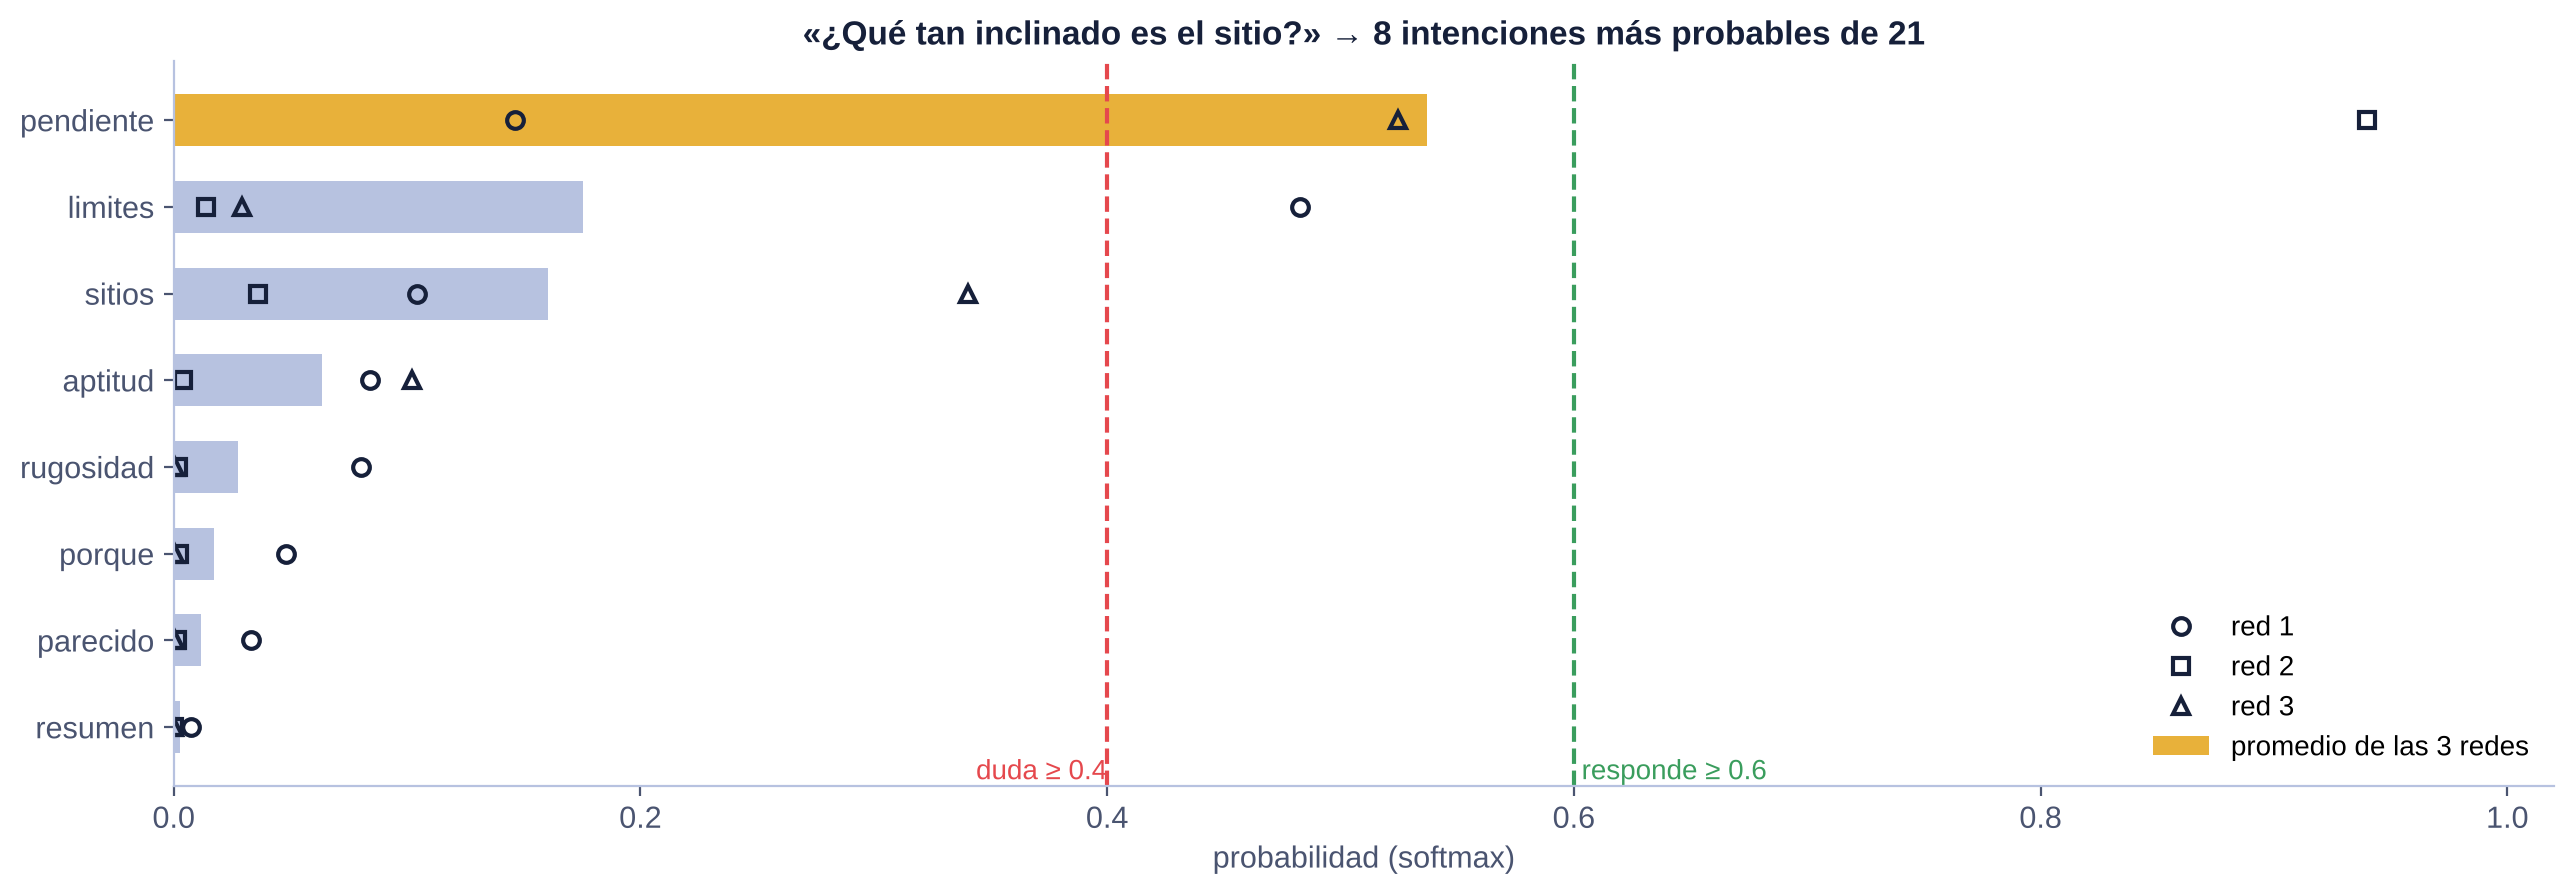 «¿Qué tan inclinado es el sitio?» → 8 intenciones más probables de 21
pendiente
limites
sitios
aptitud
rugosidad
porque
parecido
resumen
duda ≥ 0.4
responde ≥ 0.6
red 1
red 2
red 3
promedio de las 3 redes
0.0 0.2 0.4 0.6 0.8 1.0
probabilidad (softmax)